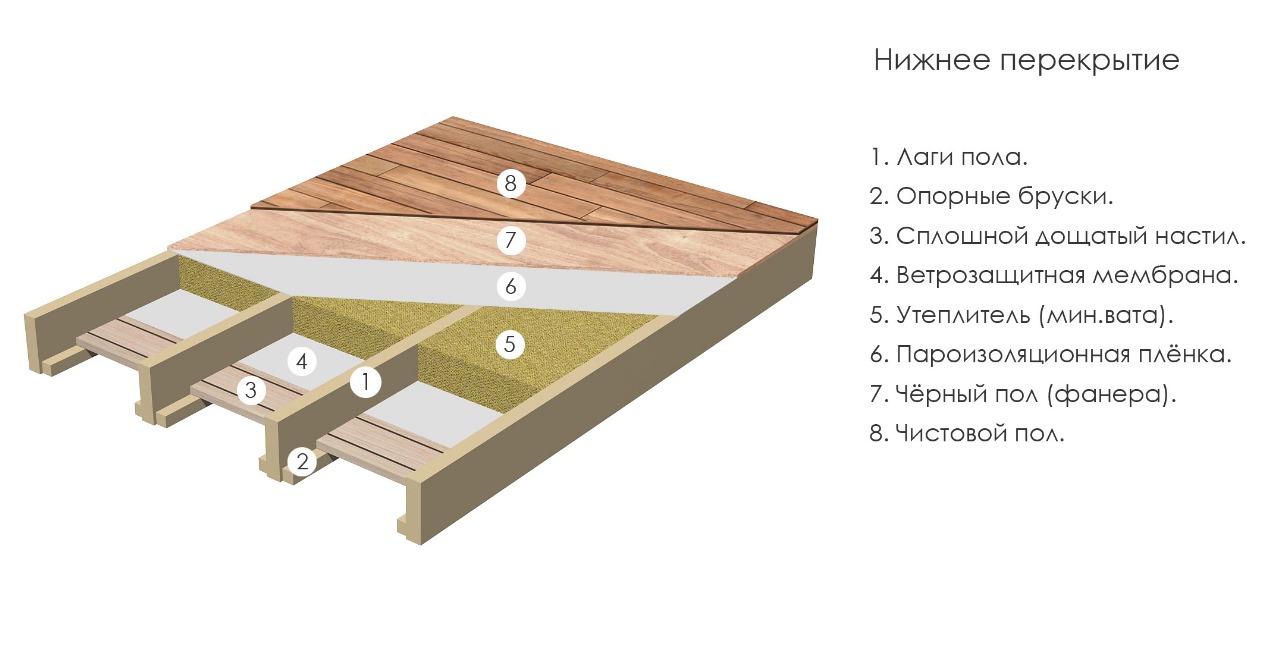 Нижнее перекрытие
1. Лаги пола.
2. Опорные бруски.
3. Сплошной дощатый настил.
4. Ветрозащитная мембрана.
5. Утеплитель (мин.вата).
6. Пароизоляционная плёнка.
7. Чёрный пол (фанера).
8. Чистовой пол.
8
7
6
5
4
1
3
2